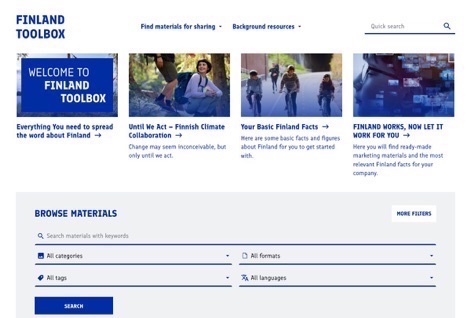 FINLAND
TOOLBOX
Find materials for sharing
Background resources
Quick search
WELCOME TO
FINLAND
TOOLBOX
Everything You need to spread
the word about Finland →
Until We Act – Finnish Climate
Collaboration →
Change may seem inconceivable, but
only until we act.
Your Basic Finland Facts →
Here are some basic facts and figures
about Finland for you to get started
with.
FINLAND WORKS, NOW LET IT
WORK FOR YOU →
Here you will find ready-made
marketing materials and the most
relevant Finland facts for your
company.
BROWSE MATERIALS
MORE FILTERS
Search materials with keywords
All categories
All formats
All tags
All languages
SEARCH